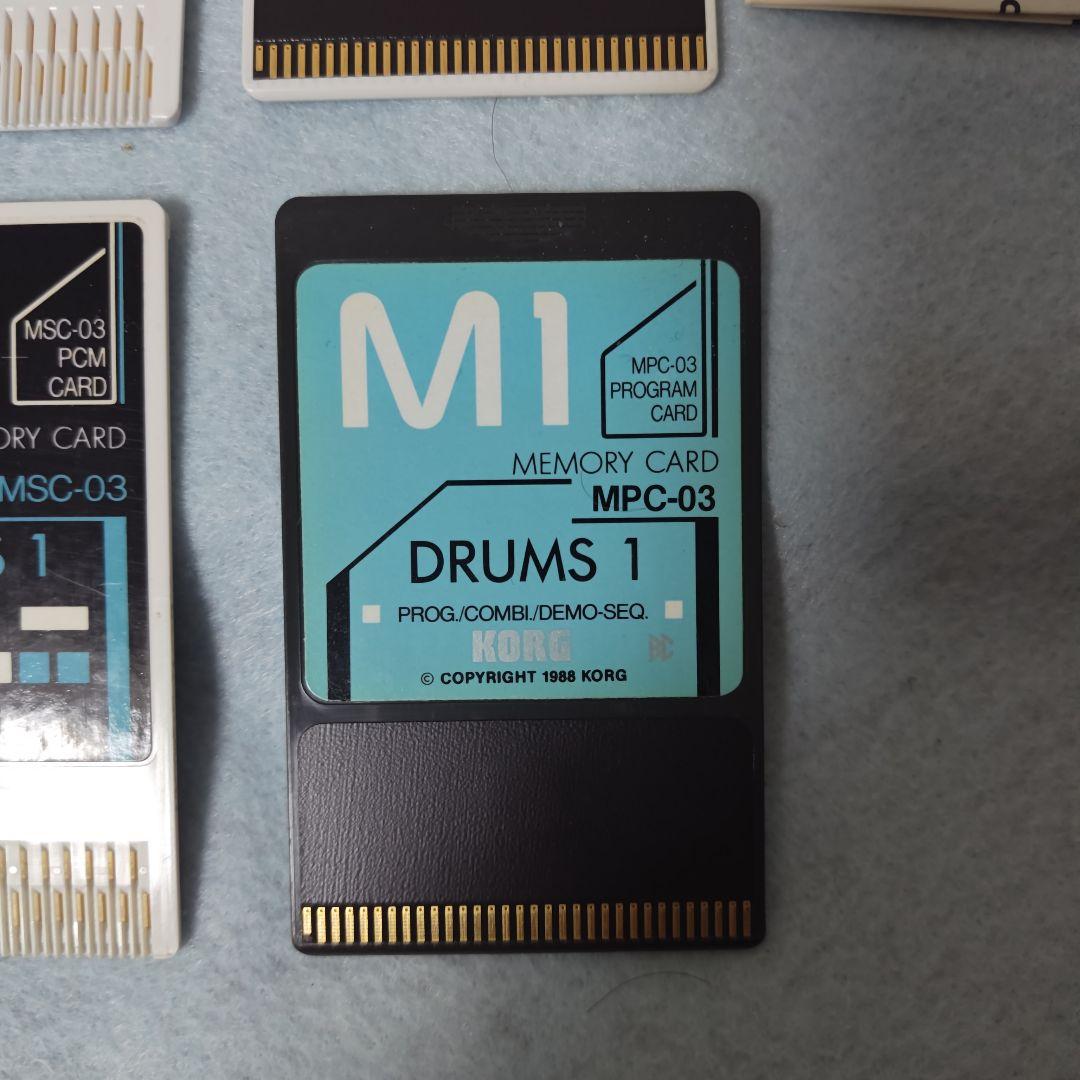 MSC-03
PCM
CARD
CARD
MSC-03
1
M1
MPC-03
PROGRAM
CARD
MEMORY CARD
MPC-03
DRUMS 1
PROG./COMBI./DEMO-SEQ.
KORG
© COPYRIGHT 1988 KORG